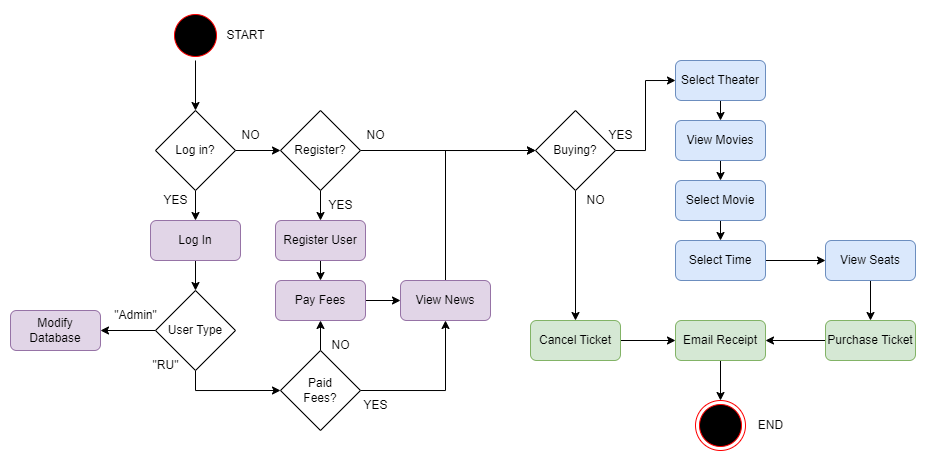 START
Log in?
NO
Register?
NO
Buying?
YES
Select Theater
View Movies
Select Movie
Select Time
View Seats
YES
Log In
YES
Register User
NO
"Admin"
Modify
Database
User Type
"RU"
Pay Fees
View News
NO
Paid
Fees?
YES
Cancel Ticket
Email Receipt
Purchase Ticket
END